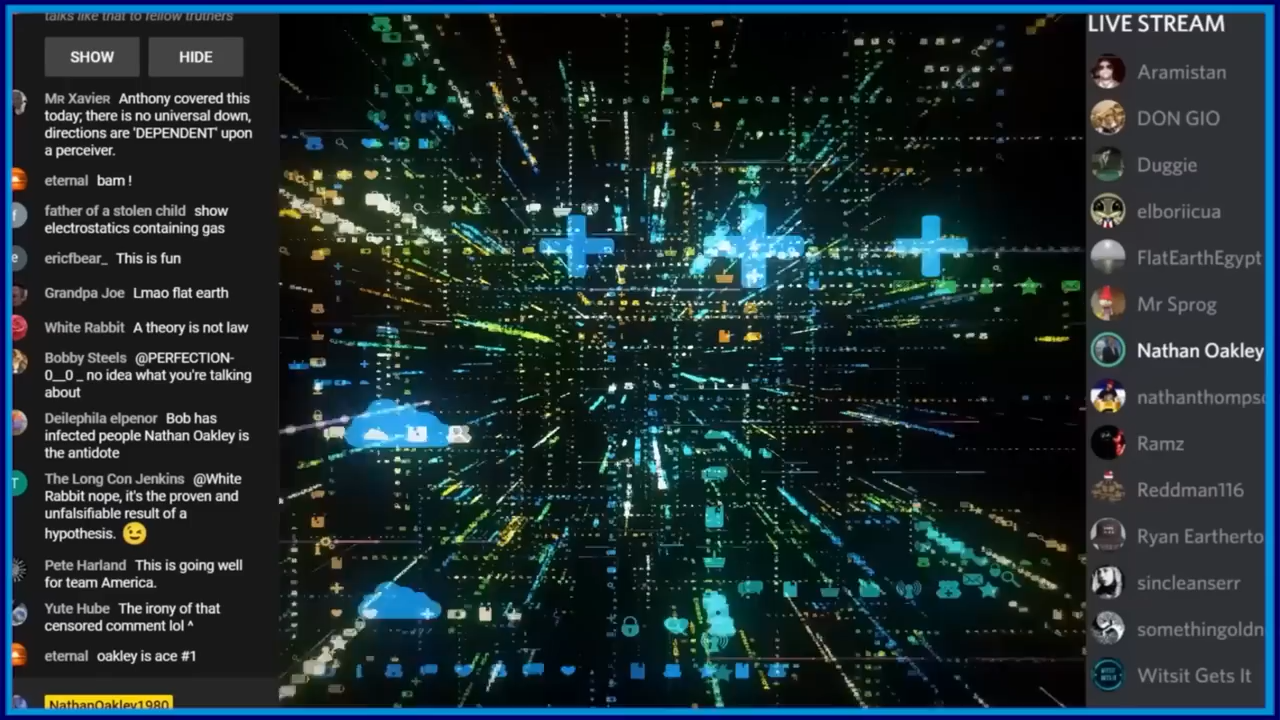 talks like that to fellow truthers
SHOW HIDE
Mr Xavier Anthony covered this
today; there is no universal down,
directions are 'DEPENDENT' upon
a perceiver.
eternal bam !
father of a stolen child show
electrostatics containing gas
ericfbear_ This is fun
Grandpa Joe Lmao flat earth
White Rabbit A theory is not law
Bobby Steels @PERFECTION-
0__0 _ no idea what you're talking
about
Deilephila elpenor Bob has
infected people Nathan Oakley is
the antidote
The Long Con Jenkins @White
Rabbit nope, it's the proven and
unfalsifiable result of a
hypothesis. 😉
Pete Harland This is going well
for team America.
Yute Hube The irony of that
censored comment lol ^
eternal oakley is ace #1
NathanOakley1980
LIVE STREAM
Aramistan
DON GIO
Duggie
elboriicua
FlatEarthEgypt
Mr Sprog
Nathan Oakley
nathanthompso
Ramz
Reddman116
Ryan Eartherto
sincleanserr
somethingoldn
Witsit Gets It